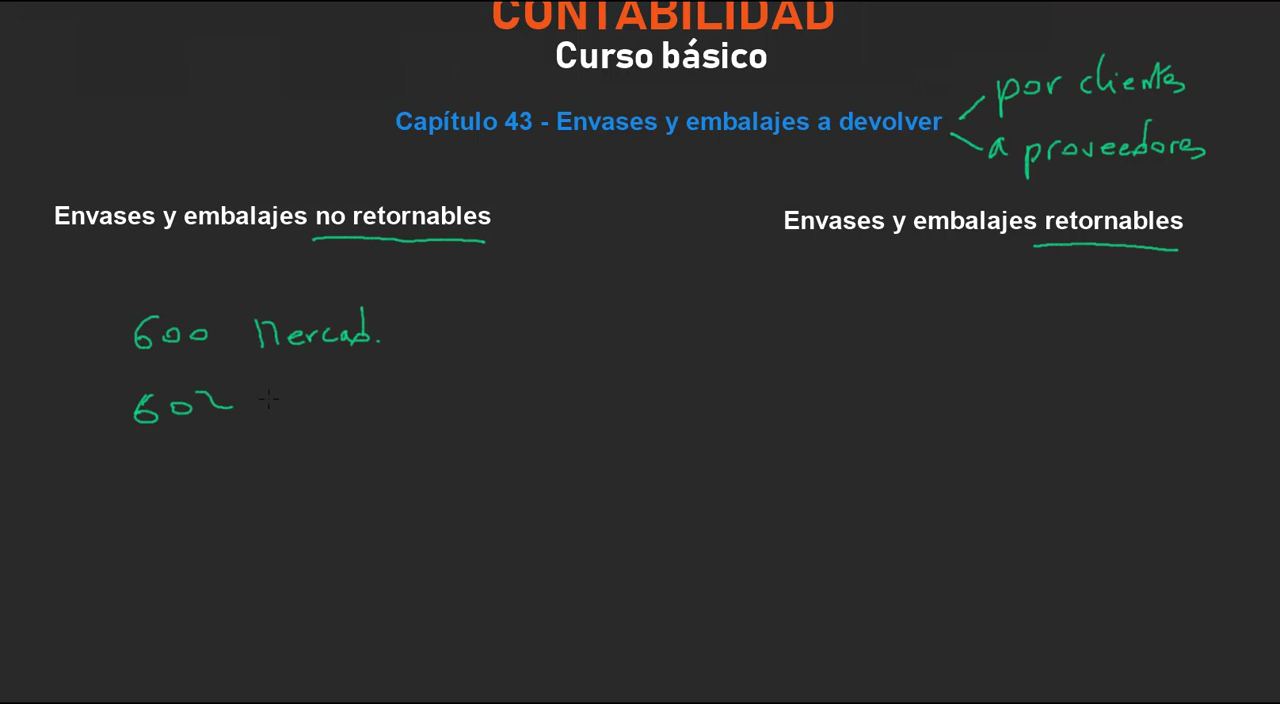 CONTABILIDAD
Curso básico
Capítulo 43 - Envases y embalajes a devolver
por clientes
a proveedores
Envases y embalajes no retornables
Envases y embalajes retornables
600 Mercad.
602